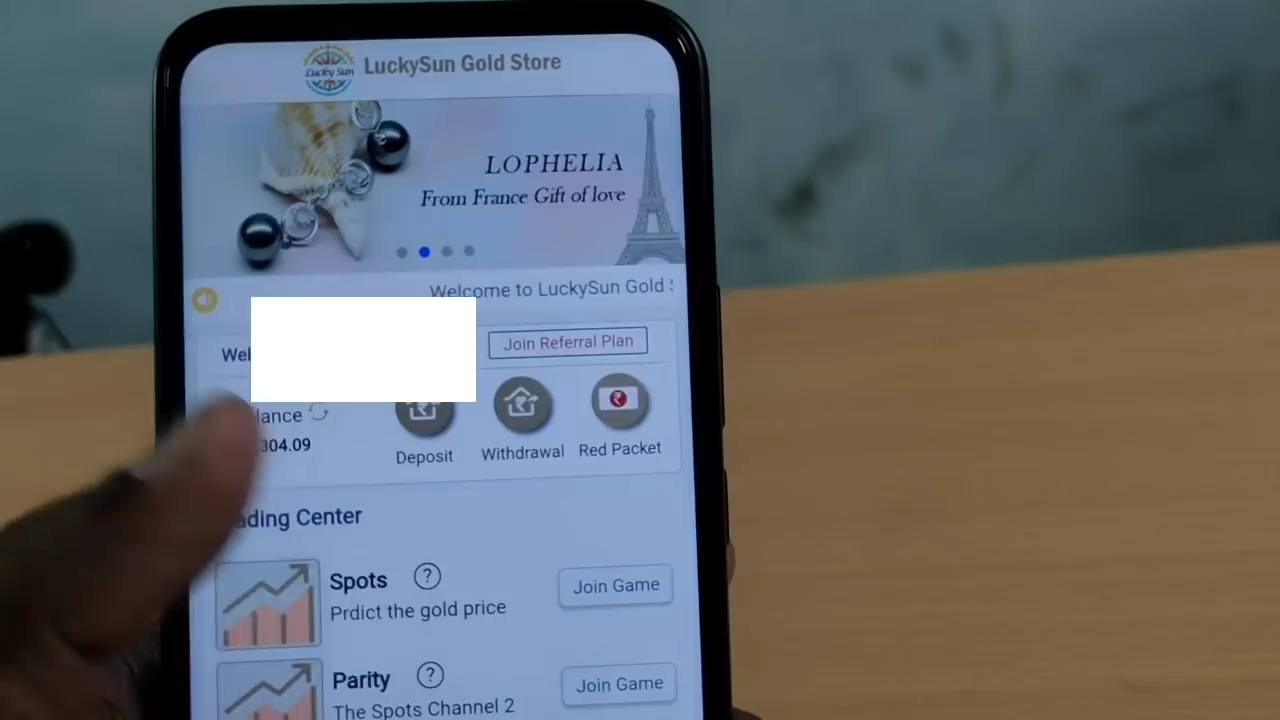 Lucky Sun
LuckySun Gold Store
LOPHELIA
From France Gift of love
Welcome to LuckySun Gold
Join Referral Plan
304.09
Deposit
Withdrawal
Red Packet
Center
Spots ?
Prdict the gold price
Join Game
Parity ?
The Spots Channel 2
Join Game